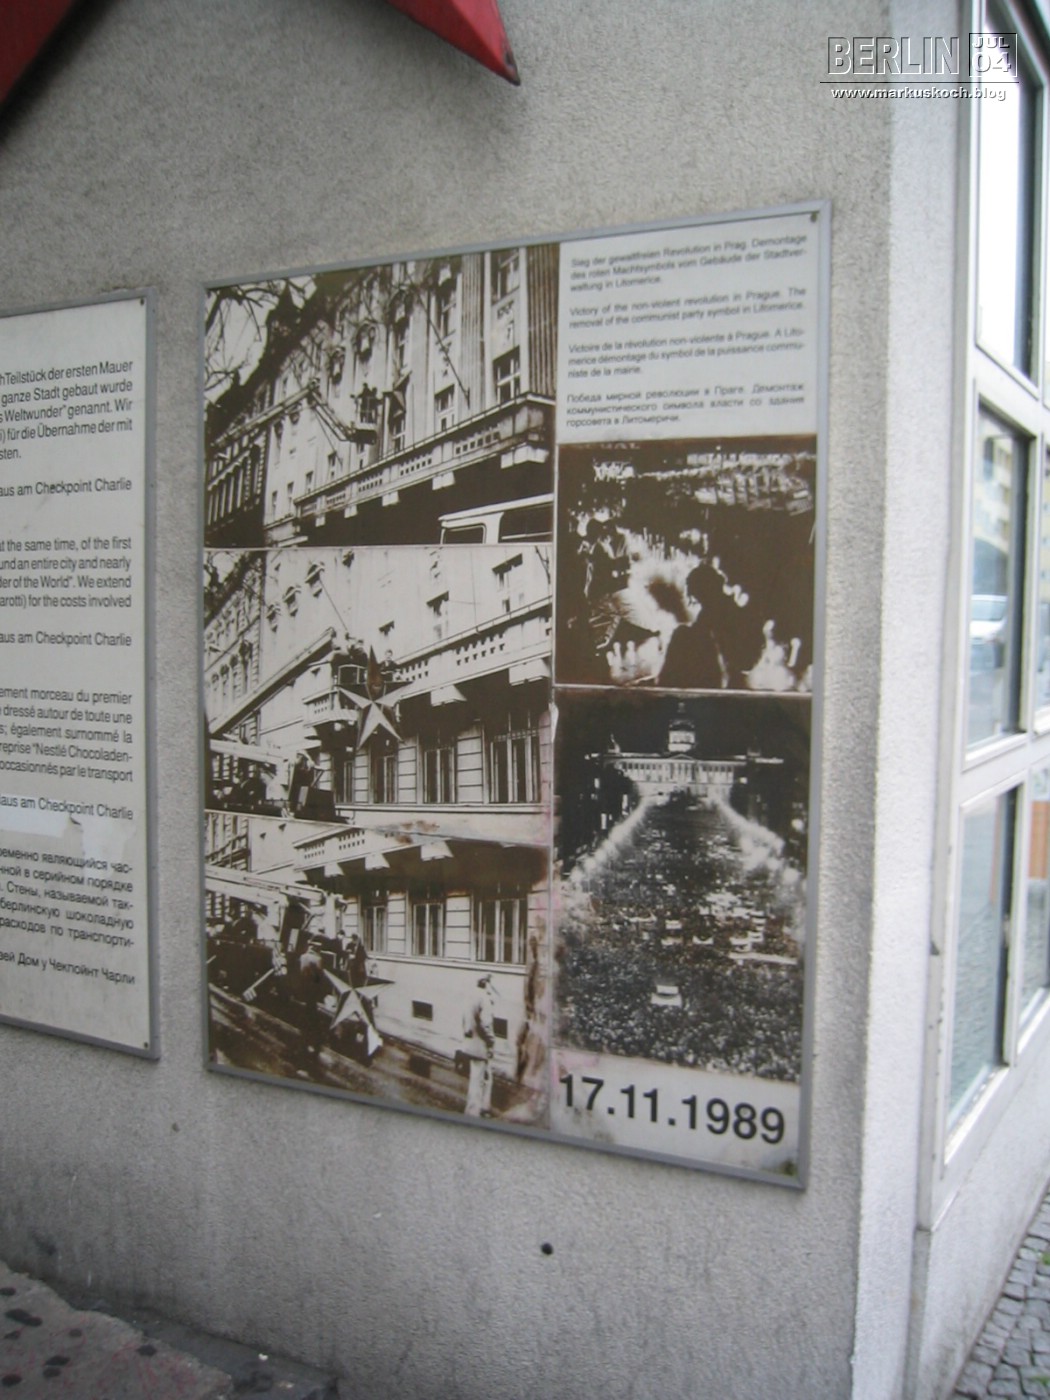 BERLIN JUL 04
www.markuskoch.blog
Sieg der gewaltfreien Revolution in Prag. Demontage
des roten Machtsymbols vom Gebäude der Stadtver-
waltung in Litomerice.
Victory of the non-violent revolution in Prague. The
removal of the communist party symbol in Litomerice.
Victoire de la révolution non-violente à Prague. A Lito-
merice démontage du symbol de la puissance commu-
niste de la mairie.
Победа мирной революции в Праге. Демонтаж
коммунистического символа власти со здания
горсовета в Литомержичи.
17.11.1989
Teilstück der ersten Mauer
ganze Stadt gebaut wurde
Weltwunder" genannt. Wir
für die Übernahme der mit
sten.
aus am Checkpoint Charlie
at the same time, of the first
und an entire city and nearly
der of the World". We extend
arotti) for the costs involved
aus am Checkpoint Charlie
ement morceau du premier
dressé autour de toute une
s; également surnommé la
reprise "Nestlé Chocoladen-
occasionnés par le transport
aus am Checkpoint Charlie
ременно являющийся час-
нной в серийном порядке
. Стены, называемой так-
берлинскую шоколадную
расходов по транспорти-
зей Дом у Чекпойнт Чарли